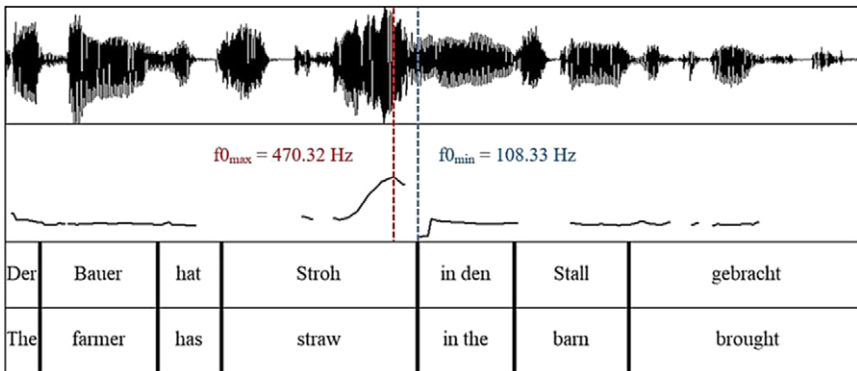 f0max = 470.32 Hz f0min = 108.33 Hz
Der Bauer hat Stroh in den Stall gebracht
The farmer has straw in the barn brought